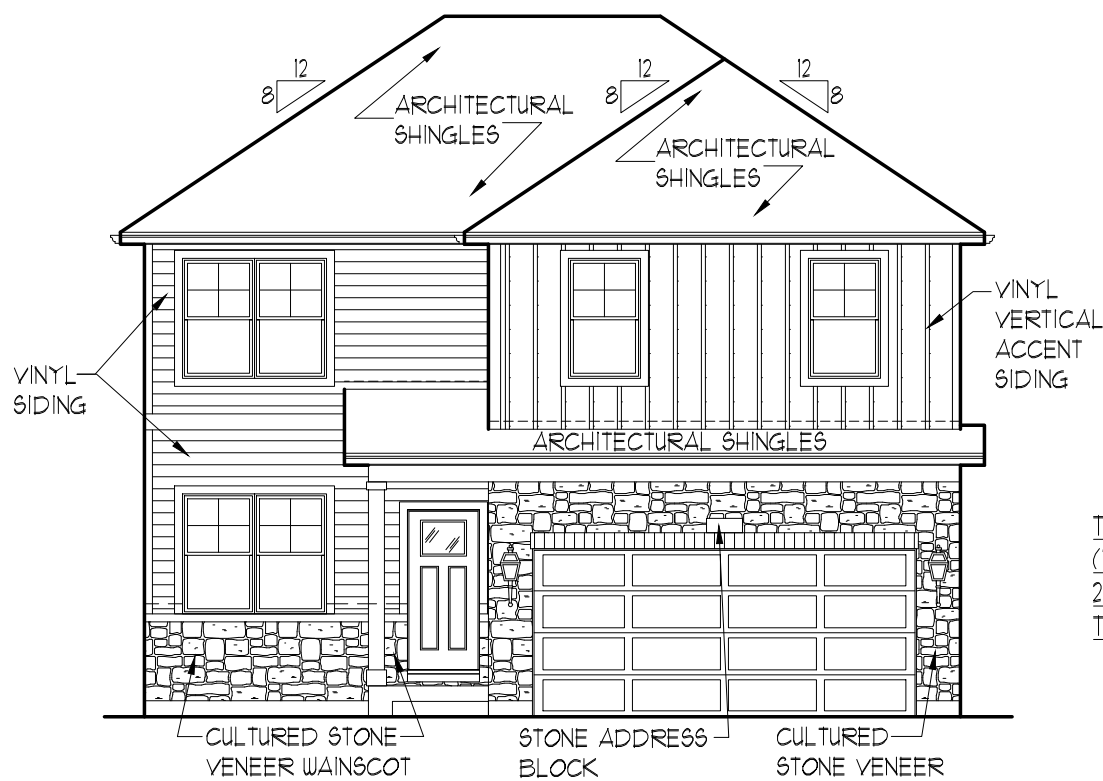 12
8
12
8
12
8
ARCHITECTURAL
SHINGLES
ARCHITECTURAL
SHINGLES
VINYL
VERTICAL
ACCENT
SIDING
VINYL
SIDING
ARCHITECTURAL SHINGLES
CULTURED STONE
VENEER WAINSCOT
STONE ADDRESS
BLOCK
CULTURED
STONE VENEER